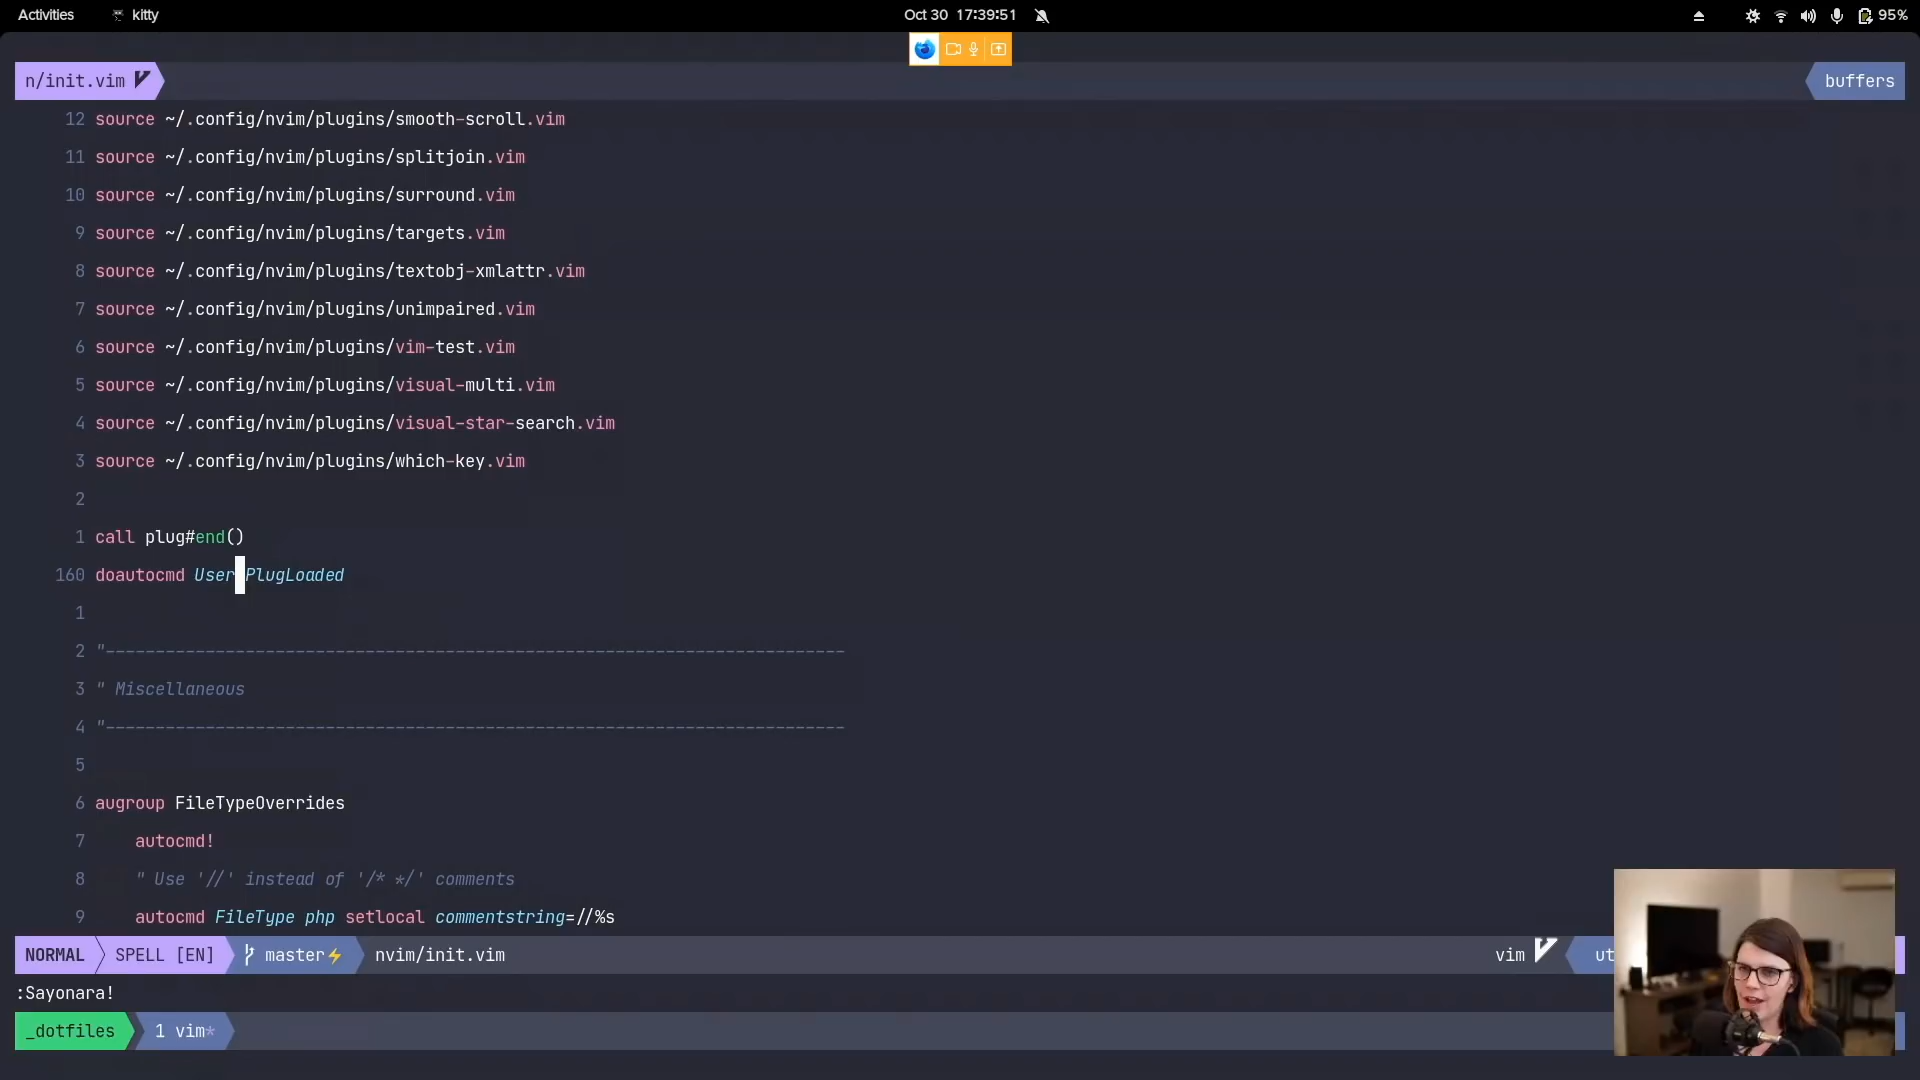 Activities kitty Oct 30 17:39:51 95%
n/init.vim buffers
12 source ~/.config/nvim/plugins/smooth-scroll.vim
11 source ~/.config/nvim/plugins/splitjoin.vim
10 source ~/.config/nvim/plugins/surround.vim
9 source ~/.config/nvim/plugins/targets.vim
8 source ~/.config/nvim/plugins/textobj-xmlattr.vim
7 source ~/.config/nvim/plugins/unimpaired.vim
6 source ~/.config/nvim/plugins/vim-test.vim
5 source ~/.config/nvim/plugins/visual-multi.vim
4 source ~/.config/nvim/plugins/visual-star-search.vim
3 source ~/.config/nvim/plugins/which-key.vim
2
1 call plug#end()
160 doautocmd User PlugLoaded
1
2 "--------------------------------------------------------------------------
3 " Miscellaneous
4 "--------------------------------------------------------------------------
5
6 augroup FileTypeOverrides
7 autocmd!
8 " Use '//' instead of '/* */' comments
9 autocmd FileType php setlocal commentstring=//%s
NORMAL SPELL [EN] master⚡ nvim/init.vim vim ut
:Sayonara!
_dotfiles 1 vim*